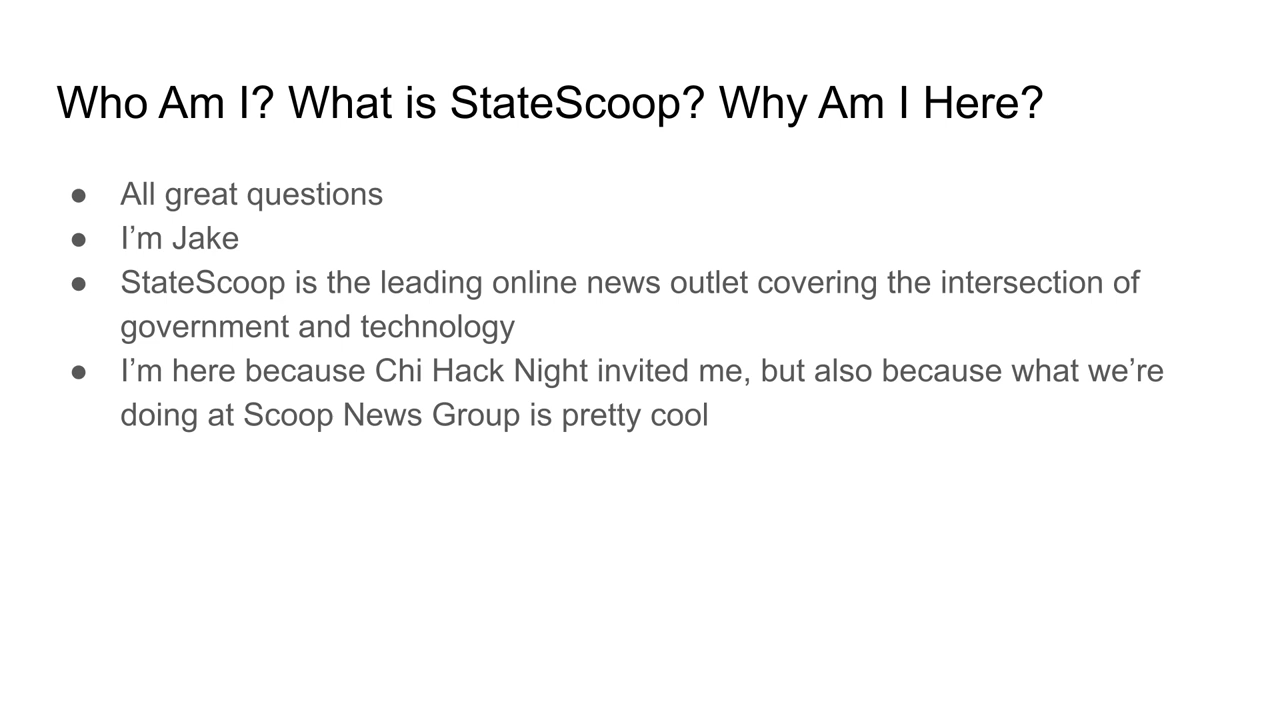 Who Am I? What is StateScoop? Why Am I Here?
● All great questions
● I’m Jake
● StateScoop is the leading online news outlet covering the intersection of
government and technology
● I’m here because Chi Hack Night invited me, but also because what we’re
doing at Scoop News Group is pretty cool